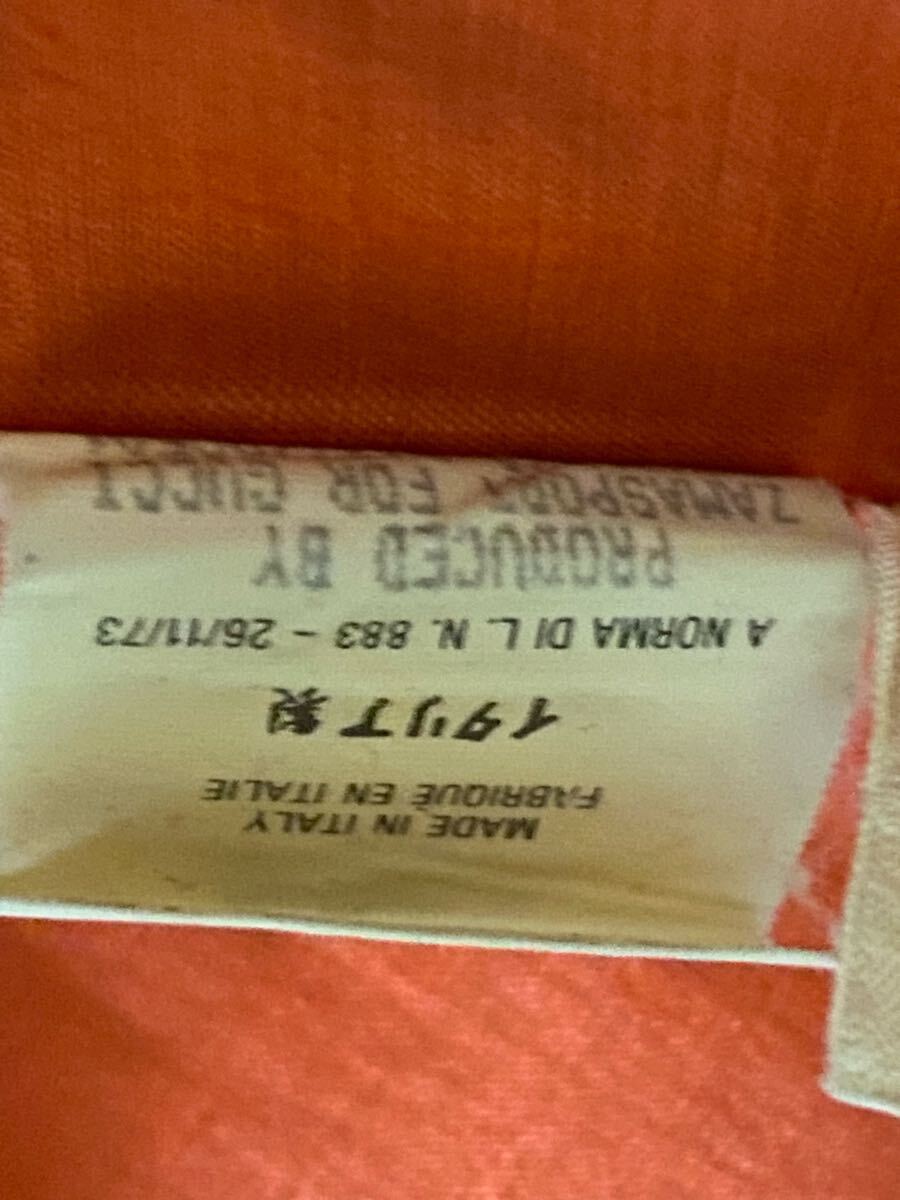 MADE IN ITALY
FABRIQUÉ EN ITALIE
イタリア製
A NORMA DI L. N. 883 - 26/11/73
PRODUCED BY
ZAMASPORT FOR GUCCI